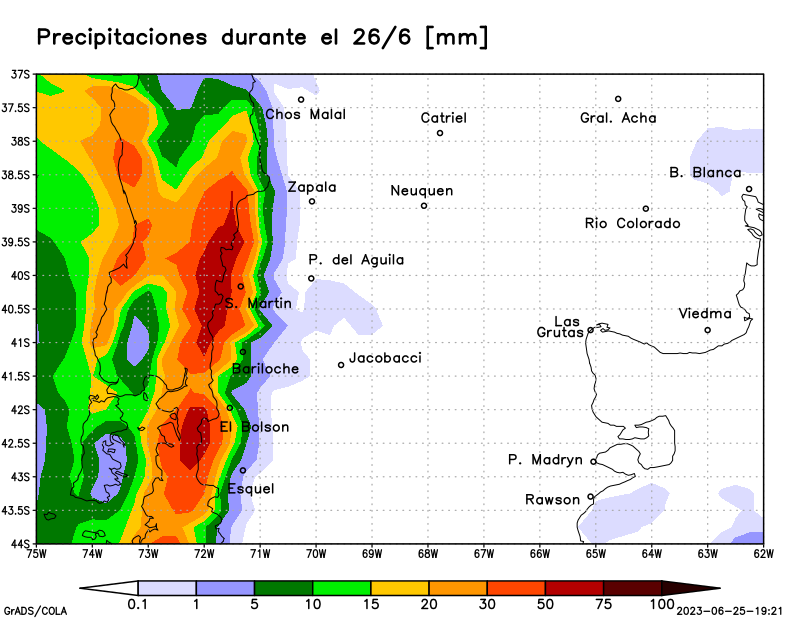 Precipitaciones durante el 26/6 [mm]
37S
37.5S
38S
38.5S
39S
39.5S
40S
40.5S
41S
41.5S
42S
42.5S
43S
43.5S
44S
Chos Malal
Catriel
Gral. Acha
B. Blanca
Zapala
Neuquen
Rio Colorado
P. del Aguila
S. Martin
Viedma
Las
Grutas
Jacobacci
Bariloche
El Bolson
P. Madryn
Esquel
Rawson
75W 74W 73W 72W 71W 70W 69W 68W 67W 66W 65W 64W 63W 62W
0.1 1 5 10 15 20 30 50 75 100
GrADS/COLA
2023-06-25-19:21